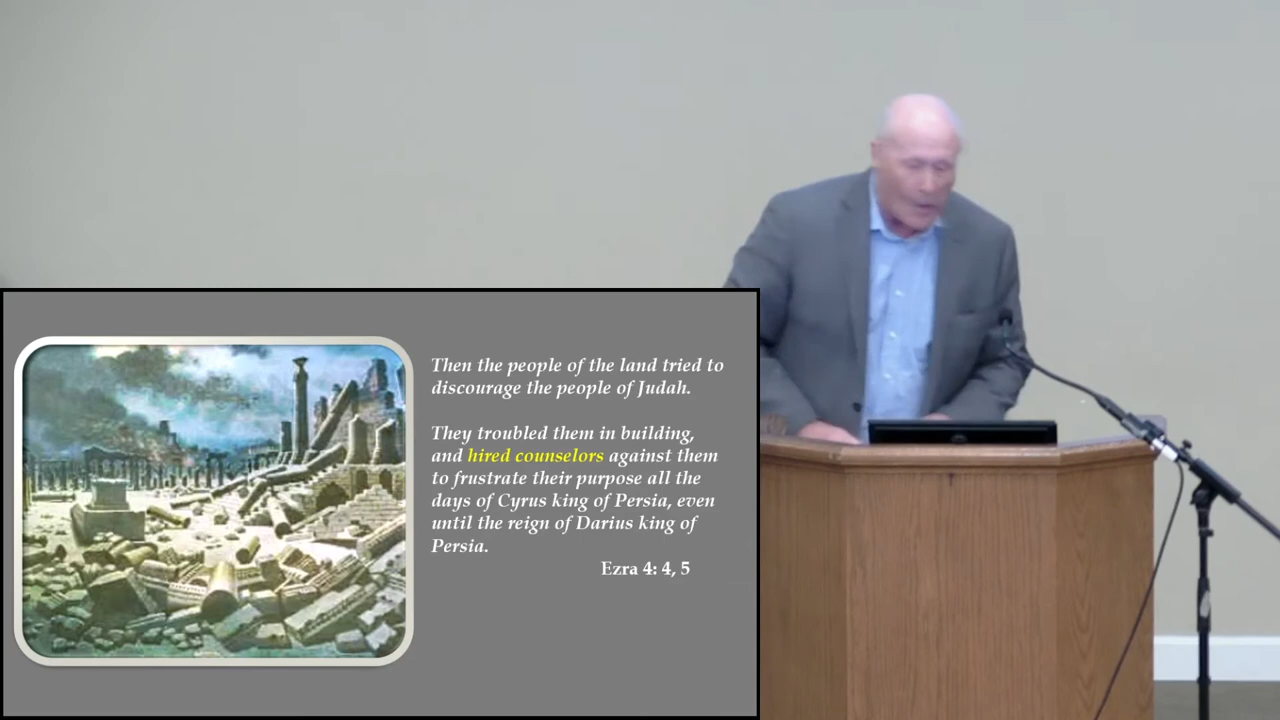 Then the people of the land tried to
discourage the people of Judah.
They troubled them in building,
and hired counselors against them
to frustrate their purpose all the
days of Cyrus king of Persia, even
until the reign of Darius king of
Persia.
Ezra 4: 4, 5